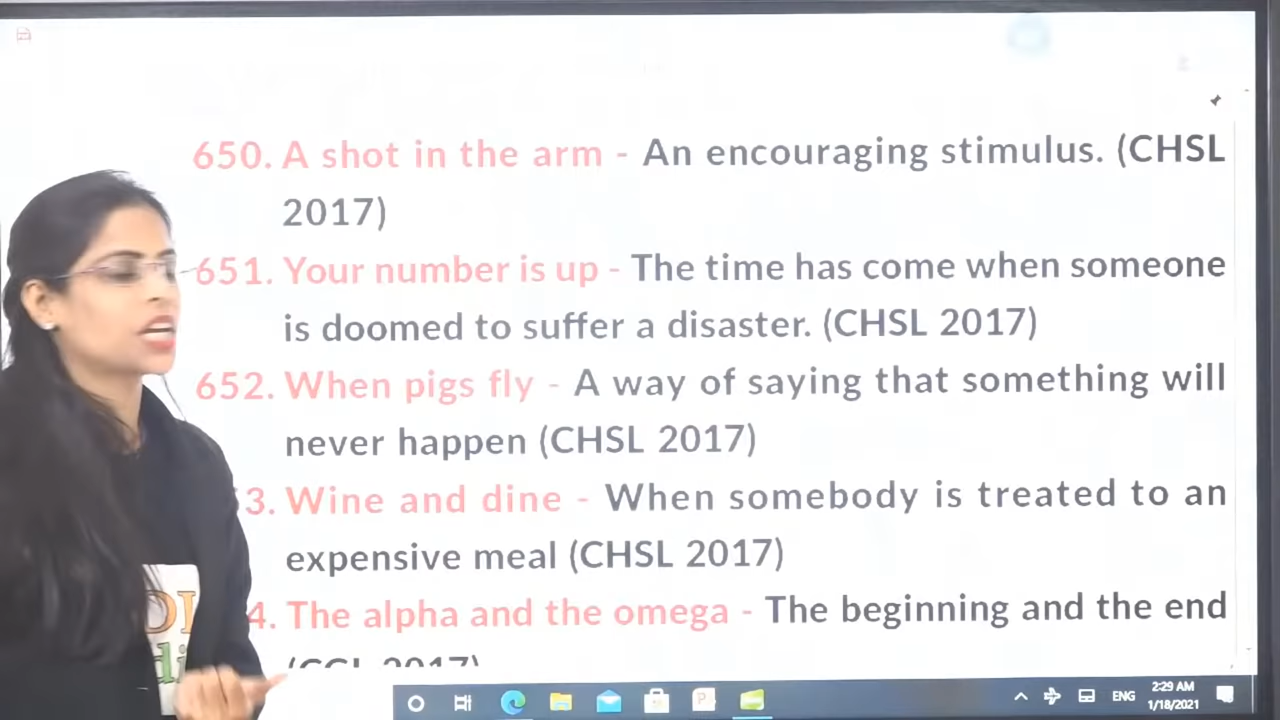 650. A shot in the arm - An encouraging stimulus. (CHSL
2017)
651. Your number is up - The time has come when someone
is doomed to suffer a disaster. (CHSL 2017)
652. When pigs fly - A way of saying that something will
never happen (CHSL 2017)
3. Wine and dine - When somebody is treated to an
expensive meal (CHSL 2017)
4. The alpha and the omega - The beginning and the end
(CGL 2017)
ENG
2:29 AM
1/18/2021